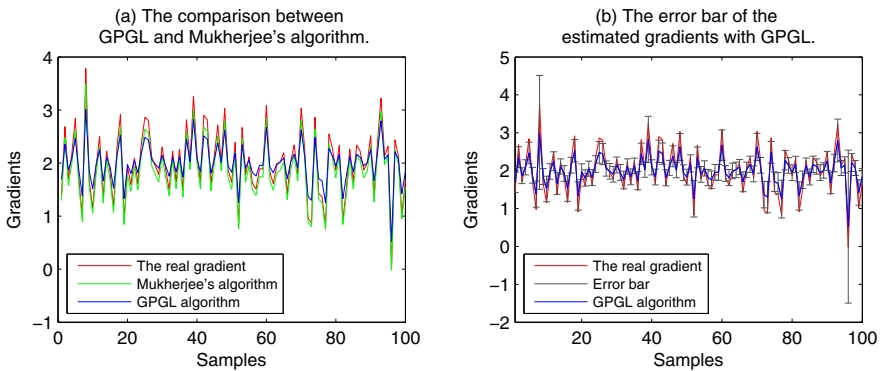 (a) The comparison between
GPGL and Mukherjee's algorithm.
4
3
2
1
0
−1
Gradients
The real gradient
Mukherjee's algorithm
GPGL algorithm
0 20 40 60 80 100
Samples
(b) The error bar of the
estimated gradients with GPGL.
5
4
3
2
1
0
−1
−2
Gradients
The real gradient
Error bar
GPGL algorithm
20 40 60 80 100
Samples